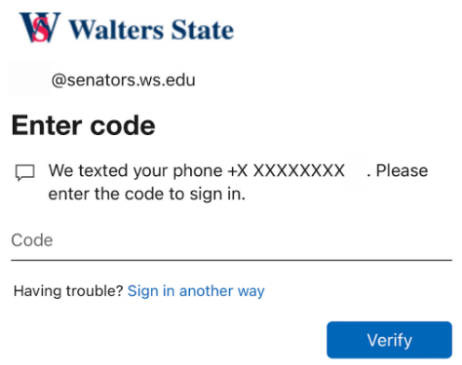 WS Walters State
@senators.ws.edu
Enter code
We texted your phone +X XXXXXXXX . Please
enter the code to sign in.
Code
Having trouble? Sign in another way
Verify